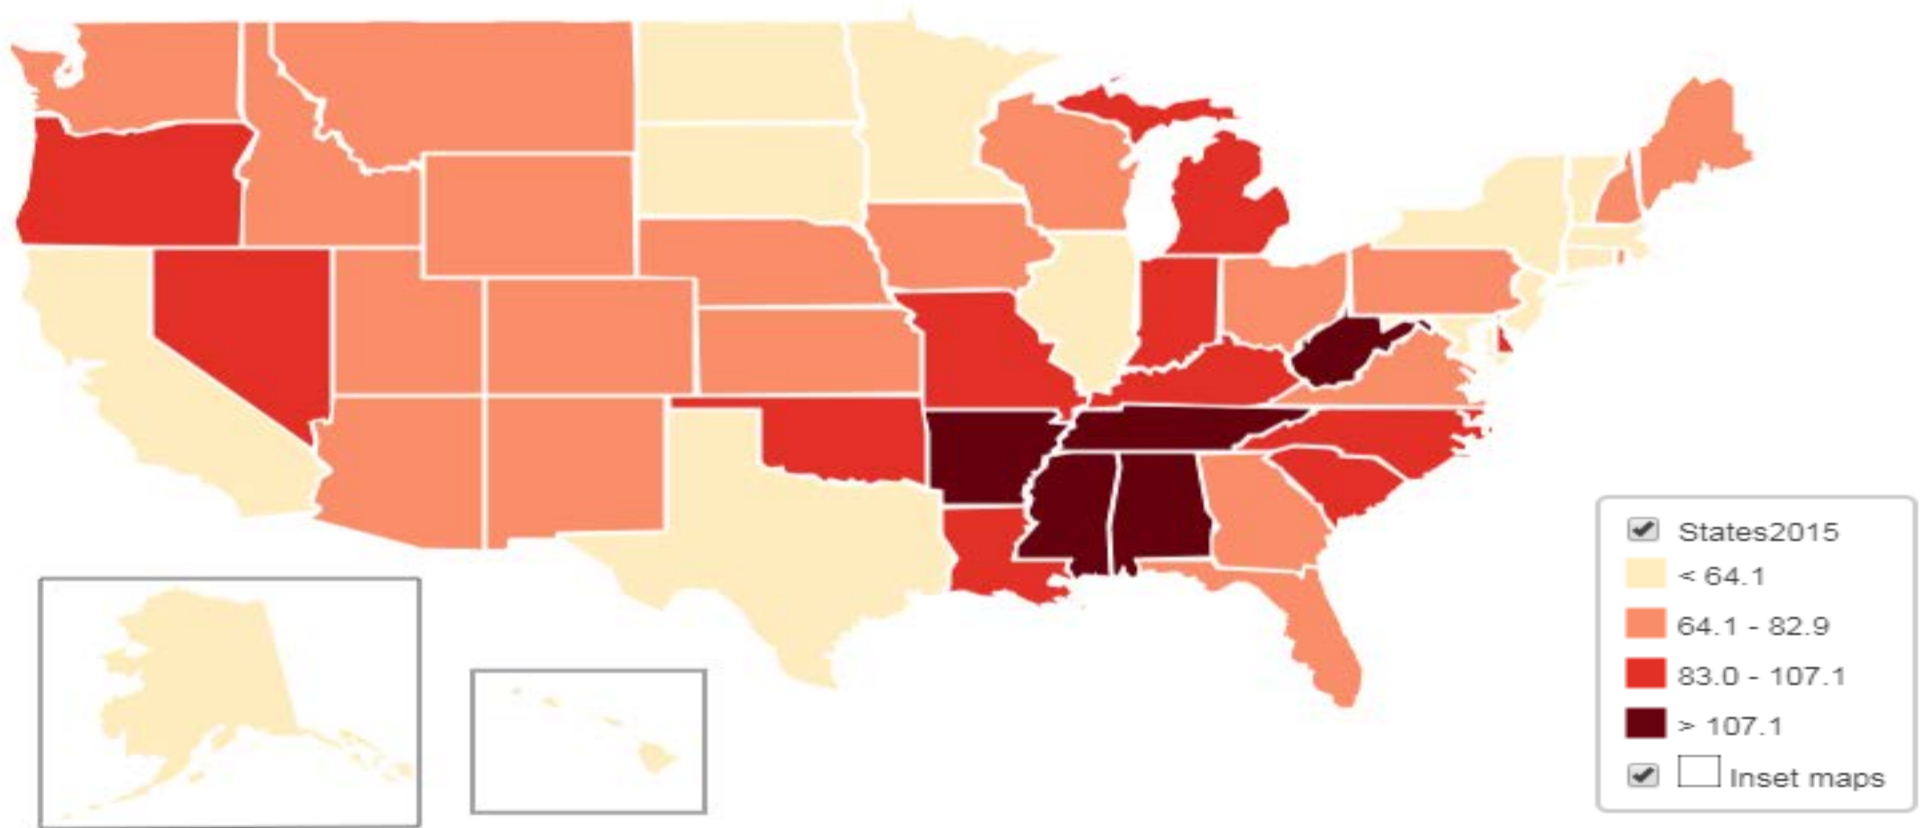 States2015
< 64.1
64.1 - 82.9
83.0 - 107.1
> 107.1
Inset maps